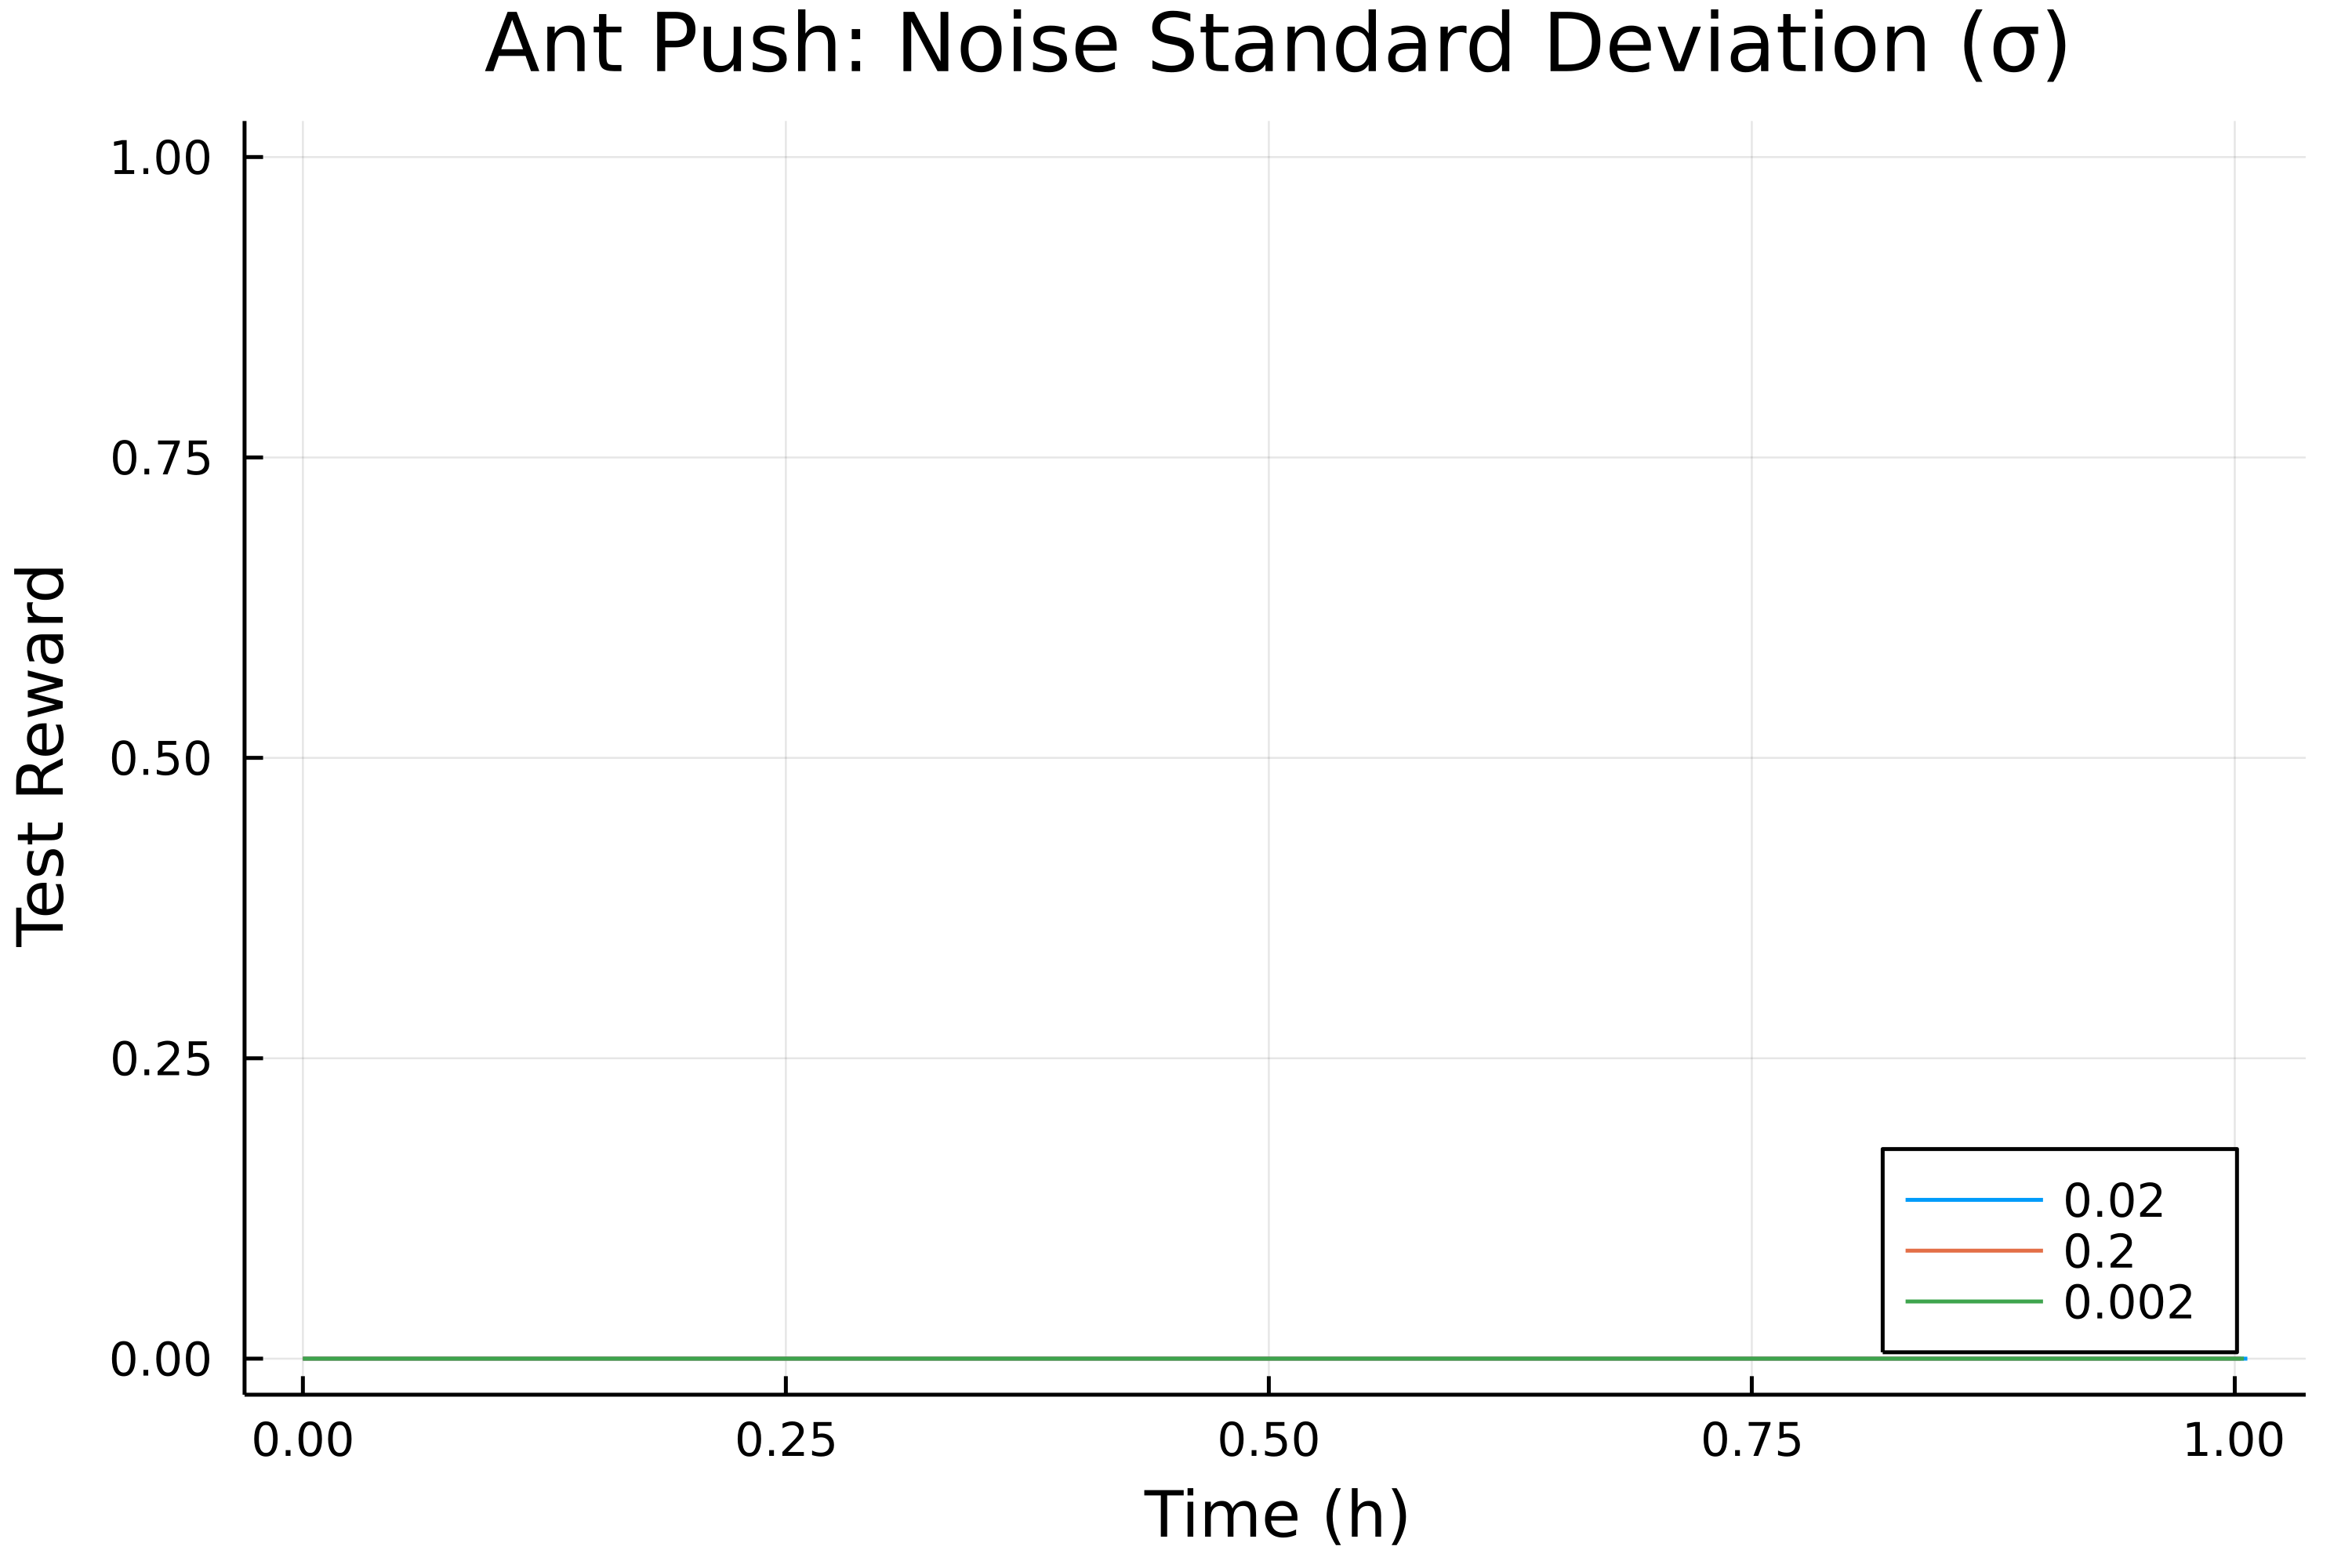 Ant Push: Noise Standard Deviation (σ)
1.00
0.75
0.50
0.25
0.00
Test Reward
0.02
0.2
0.002
0.00 0.25 0.50 0.75 1.00
Time (h)